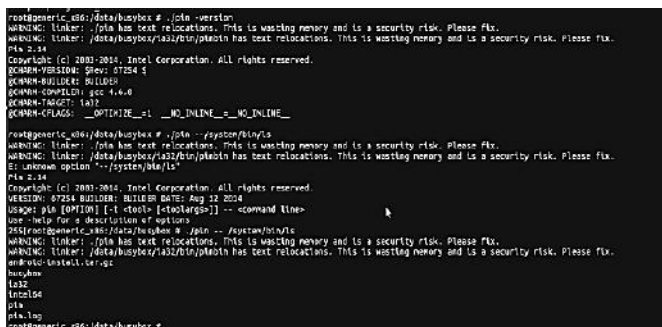 root@generic_x86:/data/busybox # ./pin -version
WARNING: linker: ./pin has text relocations. This is wasting memory and is a security risk. Please fix.
WARNING: linker: /data/busybox/ia32/bin/pinbin has text relocations. This is wasting memory and is a security risk. Please fix.
Pin 2.14
Copyright (c) 2003-2014, Intel Corporation. All rights reserved.
@CHARM-VERSION: $Rev: 67254 $
@CHARM-BUILDER: BUILDER
@CHARM-COMPILER: gcc 4.6.0
@CHARM-TARGET: ia32
@CHARM-CFLAGS: __OPTIMIZE__=1 __NO_INLINE__=__NO_INLINE__
root@generic_x86:/data/busybox # ./pin --/system/bin/ls
WARNING: linker: ./pin has text relocations. This is wasting memory and is a security risk. Please fix.
WARNING: linker: /data/busybox/ia32/bin/pinbin has text relocations. This is wasting memory and is a security risk. Please fix.
E: unknown option "--/system/bin/ls"
Pin 2.14
Copyright (c) 2003-2014, Intel Corporation. All rights reserved.
VERSION: 67254 BUILDER: BUILDER DATE: Aug 12 2014
Usage: pin [OPTION] [-t <tool> [<toolargs>]] -- <command line>
Use -help for a description of options
255|root@generic_x86:/data/busybox # ./pin -- /system/bin/ls
WARNING: linker: ./pin has text relocations. This is wasting memory and is a security risk. Please fix.
WARNING: linker: /data/busybox/ia32/bin/pinbin has text relocations. This is wasting memory and is a security risk. Please fix.
android-install.tar.gz
busybox
ia32
intel64
pin
pin.log
root@generic_x86:/data/busybox #